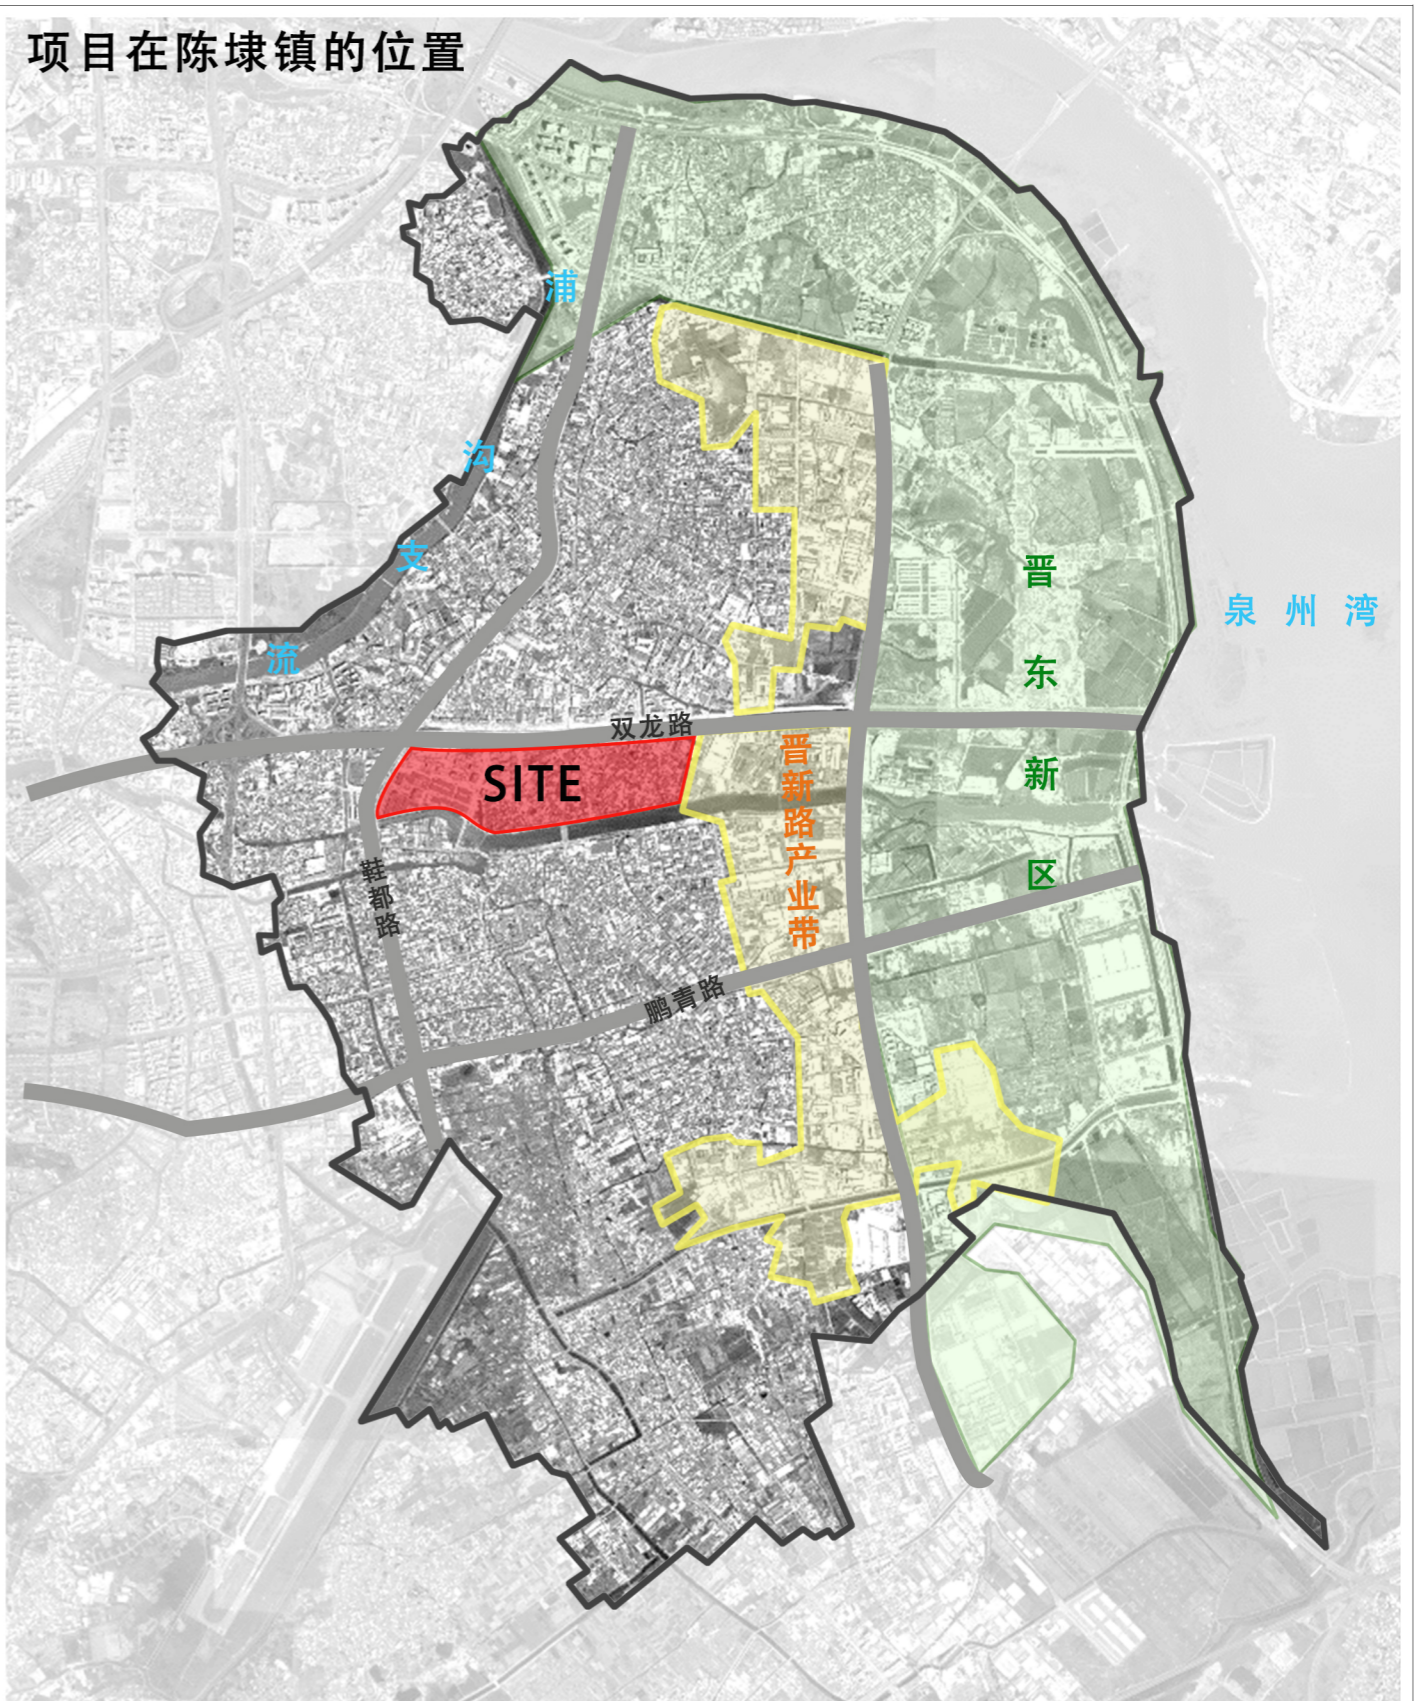 项目在陈埭镇的位置
浦沟支流
泉州湾
晋东新区
双龙路
SITE
晋新路产业带
鞋都路
鹏青路